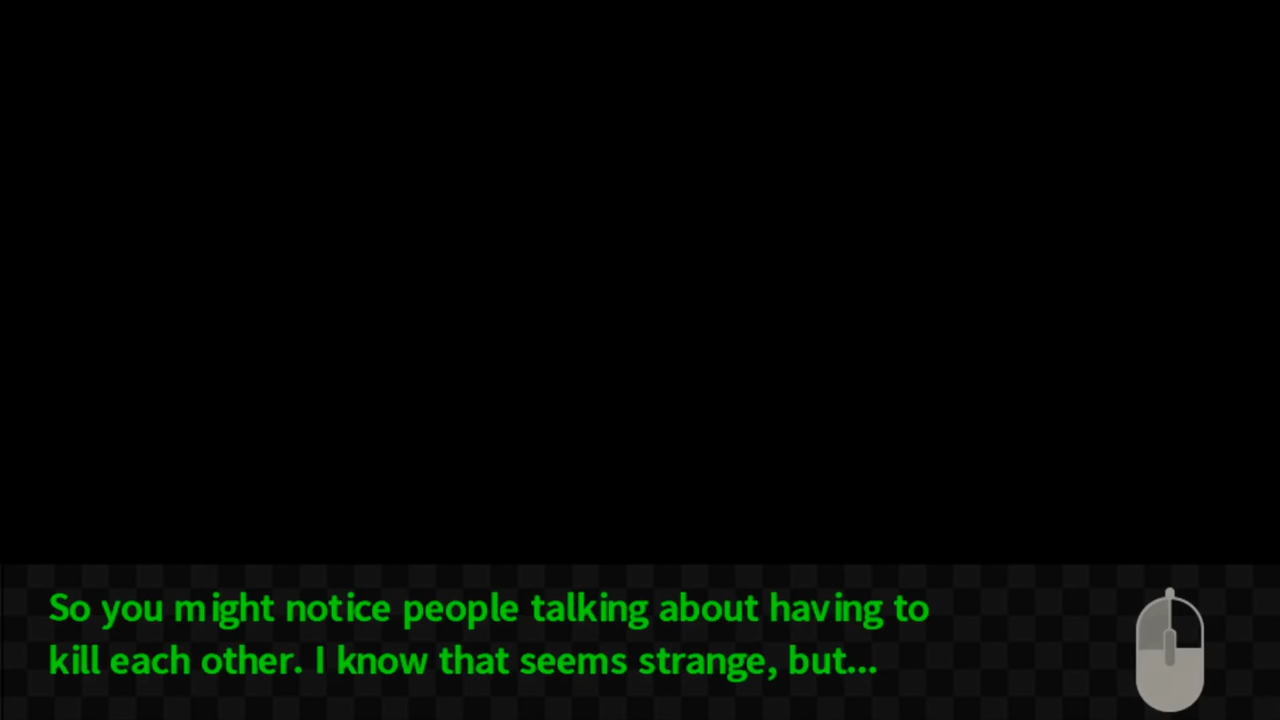 So you might notice people talking about having to
kill each other. I know that seems strange, but...